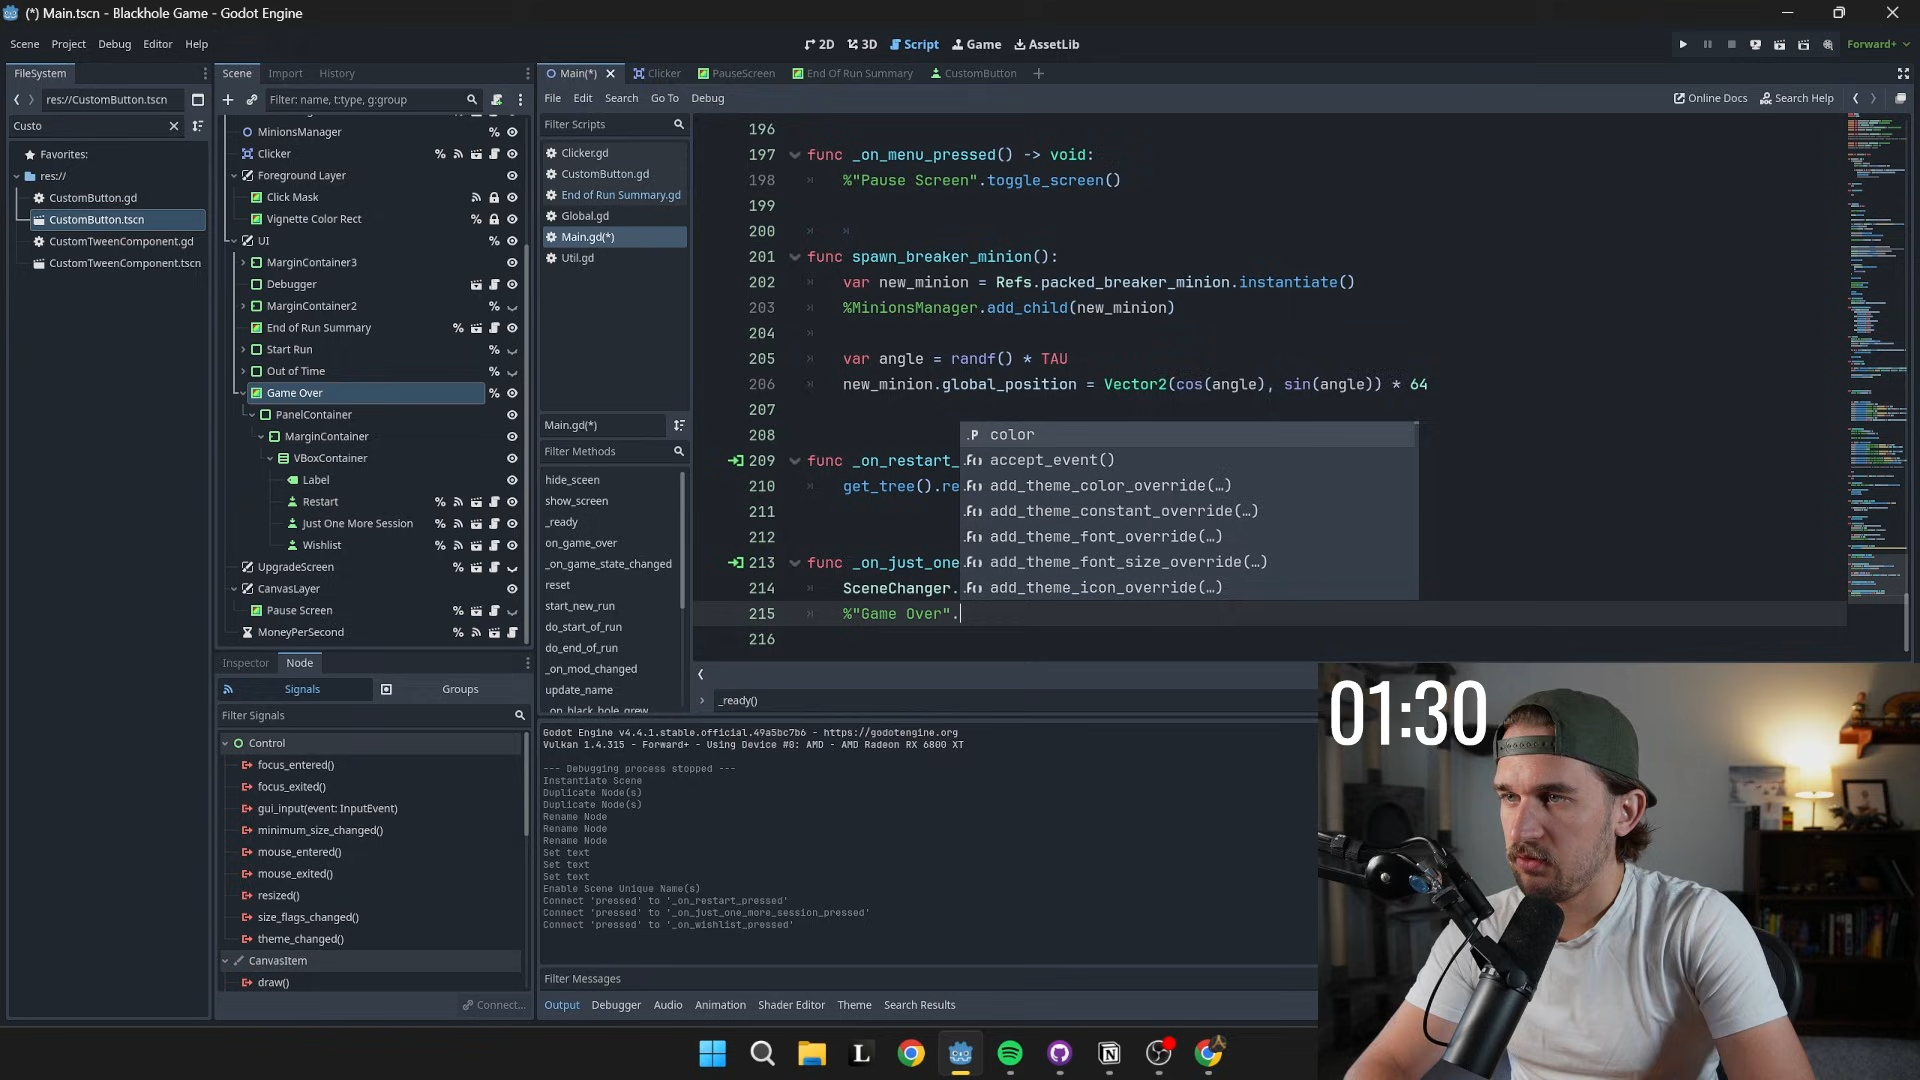 (*) Main.tscn - Blackhole Game - Godot Engine
Scene Project Debug Editor Help
2D 3D Script Game AssetLib
Forward+
FileSystem
res://CustomButton.tscn
Custo
Favorites:
res://
CustomButton.gd
CustomButton.tscn
CustomTweenComponent.gd
CustomTweenComponent.tscn
Scene Import History
Filter: name, t:type, g:group
MinionsManager %
Clicker %
Foreground Layer
Click Mask
Vignette Color Rect %
UI %
MarginContainer3
Debugger
MarginContainer2 %
End of Run Summary %
Start Run %
Out of Time %
Game Over %
PanelContainer
MarginContainer
VBoxContainer
Label
Restart %
Just One More Session %
Wishlist %
UpgradeScreen %
CanvasLayer
Pause Screen %
MoneyPerSecond %
Inspector Node
Signals Groups
Filter Signals
Control
focus_entered()
focus_exited()
gui_input(event: InputEvent)
minimum_size_changed()
mouse_entered()
mouse_exited()
resized()
size_flags_changed()
theme_changed()
CanvasItem
draw()
Connect...
Main(*) Clicker PauseScreen End Of Run Summary CustomButton
File Edit Search Go To Debug
Online Docs Search Help
Filter Scripts
Clicker.gd
CustomButton.gd
End of Run Summary.gd
Global.gd
Main.gd(*)
Util.gd
Main.gd(*)
Filter Methods
hide_sceen
show_screen
_ready
on_game_over
_on_game_state_changed
reset
start_new_run
do_start_of_run
do_end_of_run
_on_mod_changed
update_name
_on_black_hole_grew
196
197 func _on_menu_pressed() -> void:
198 %"Pause Screen".toggle_screen()
199
200
201 func spawn_breaker_minion():
202 var new_minion = Refs.packed_breaker_minion.instantiate()
203 %MinionsManager.add_child(new_minion)
204
205 var angle = randf() * TAU
206 new_minion.global_position = Vector2(cos(angle), sin(angle)) * 64
207
208
209 func _on_restart_
210 get_tree().re
211
212
213 func _on_just_one
214 SceneChanger.
215 %"Game Over".
216
.P color
.f() accept_event()
.f() add_theme_color_override(…)
.f() add_theme_constant_override(…)
.f() add_theme_font_override(…)
.f() add_theme_font_size_override(…)
.f() add_theme_icon_override(…)
_ready()
Godot Engine v4.4.1.stable.official.49a5bc7b6 - https://godotengine.org
Vulkan 1.4.315 - Forward+ - Using Device #0: AMD - AMD Radeon RX 6800 XT
--- Debugging process stopped ---
Instantiate Scene
Duplicate Node(s)
Duplicate Node(s)
Rename Node
Rename Node
Rename Node
Set text
Set text
Set text
Enable Scene Unique Name(s)
Connect 'pressed' to '_on_restart_pressed'
Connect 'pressed' to '_on_just_one_more_session_pressed'
Connect 'pressed' to '_on_wishlist_pressed'
Filter Messages
Output Debugger Audio Animation Shader Editor Theme Search Results
01:30
L